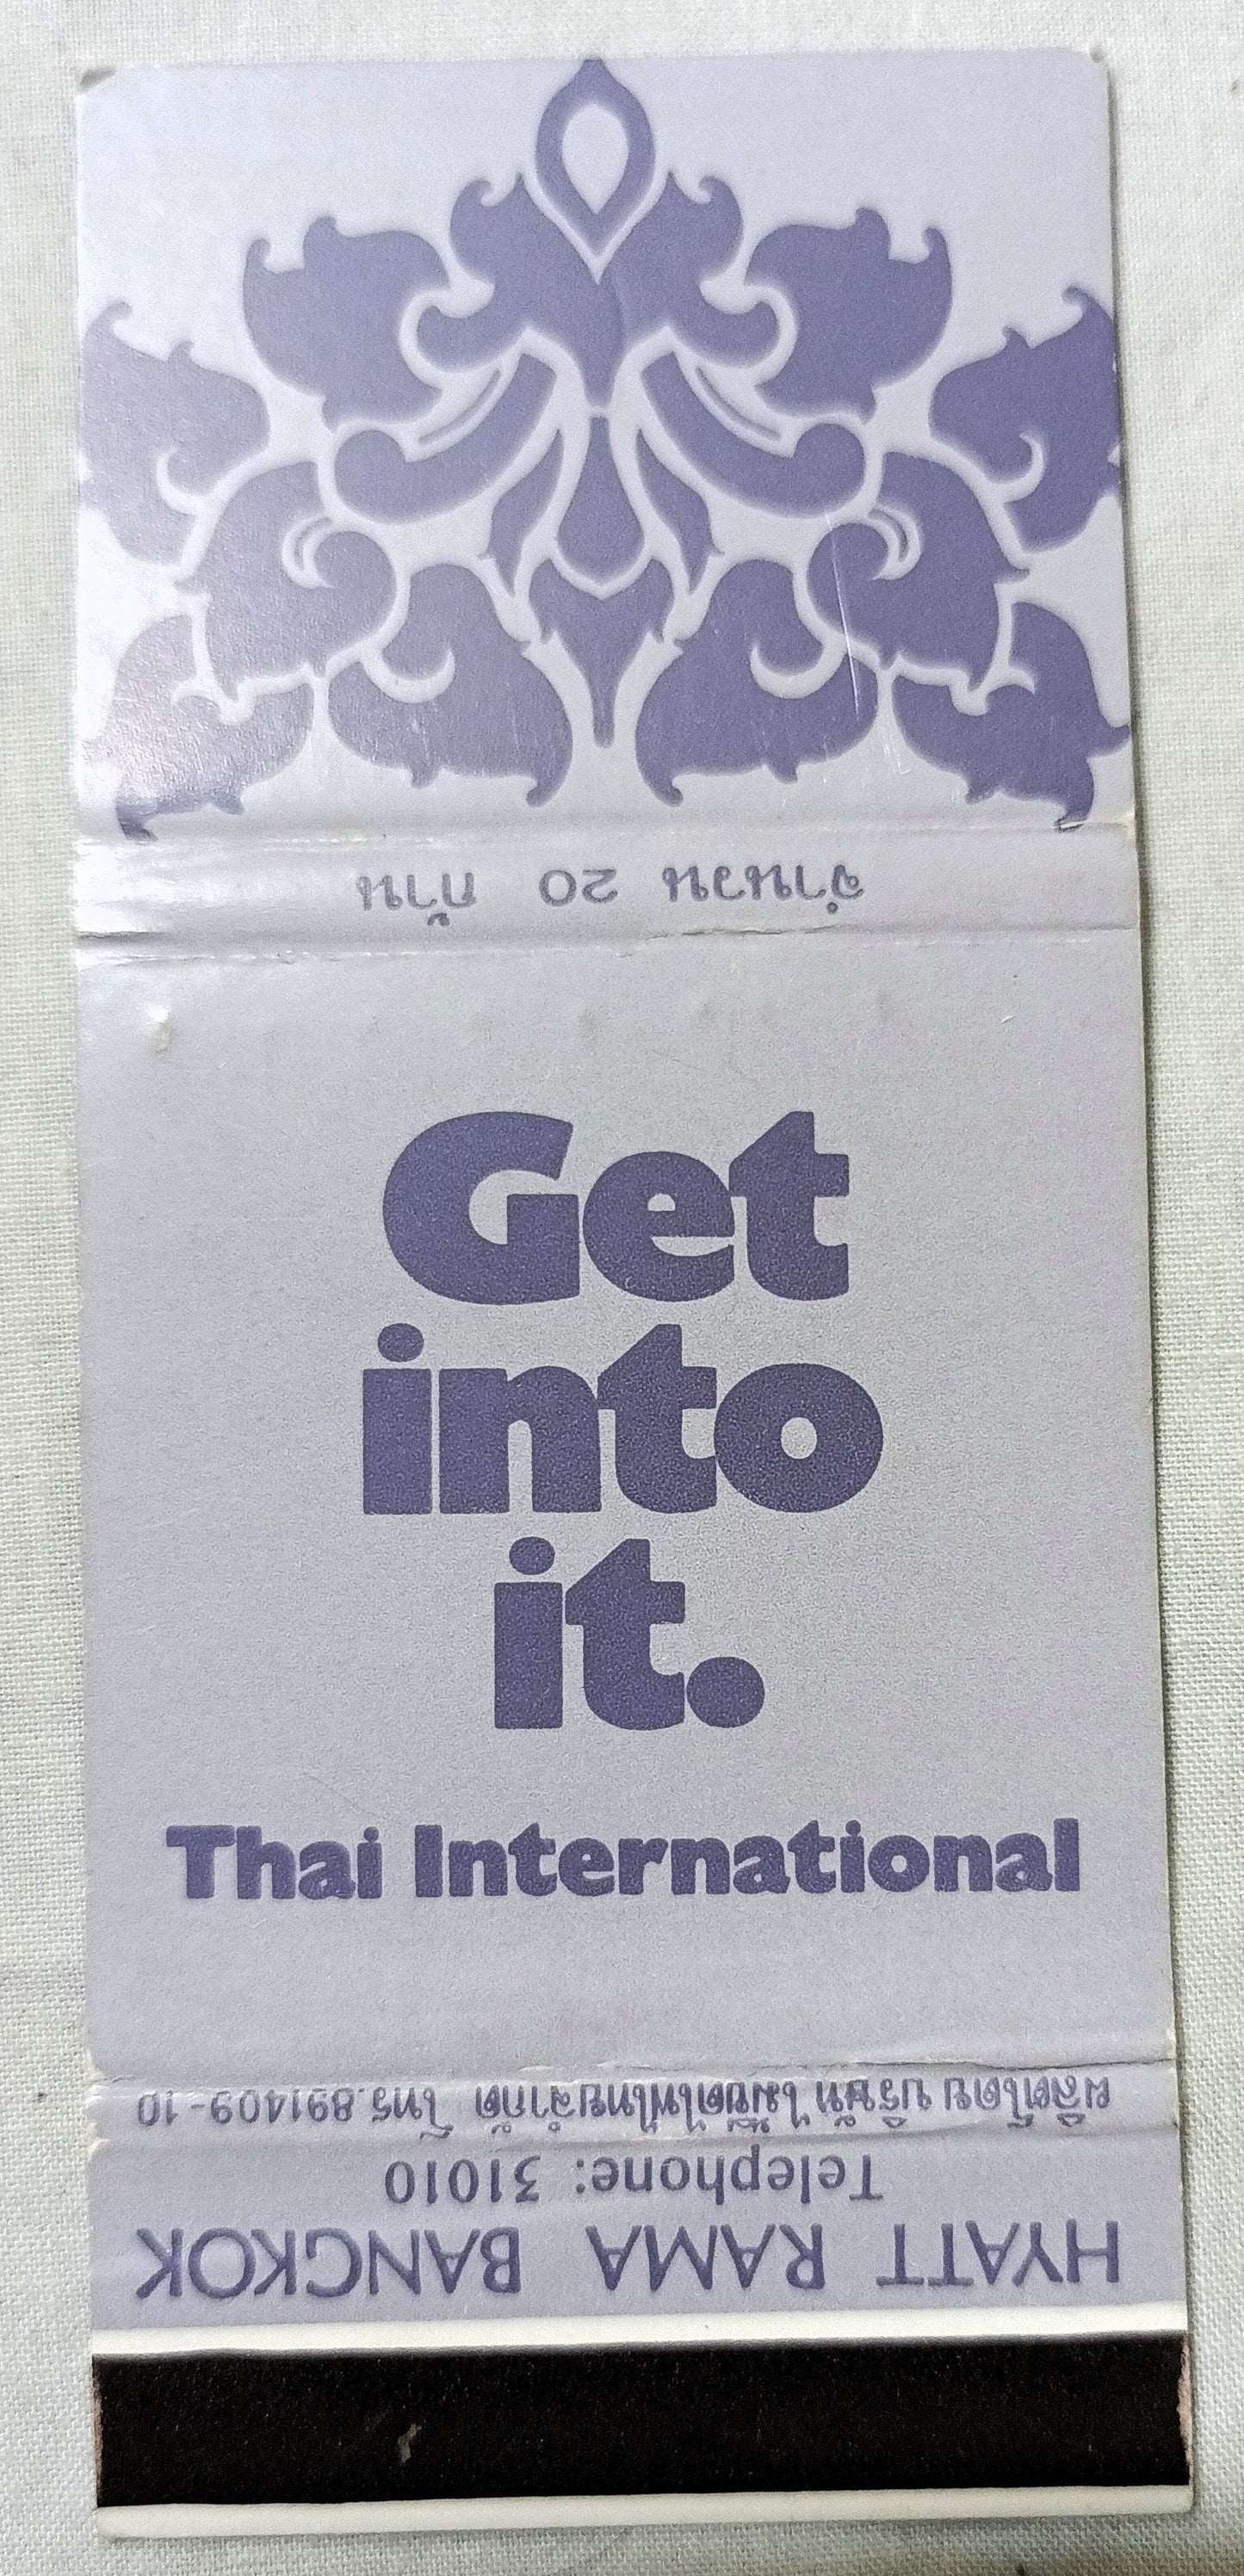 จำนวน 20 ก้าน
Get
into
it.
Thai International
ผลิตโดย บริษัท ไม้ขีดไฟไทยจำกัด โทร.891409-10
Telephone: 31010
HYATT RAMA BANGKOK